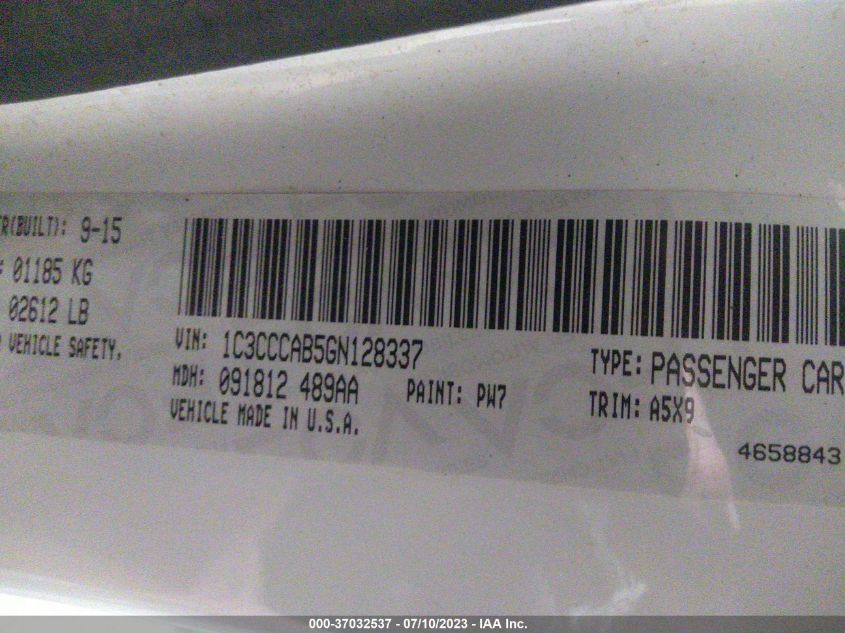 R(BUILT): 9-15
01185 KG
02612 LB
VEHICLE SAFETY.
VIN: 1C3CCCAB5GN128337
MDH: 091812 489AA
PAINT: PW7
VEHICLE MADE IN U.S.A.
TYPE: PASSENGER CAR
TRIM: A5X9
4658843
000-37032537 - 07/10/2023 - IAA Inc.